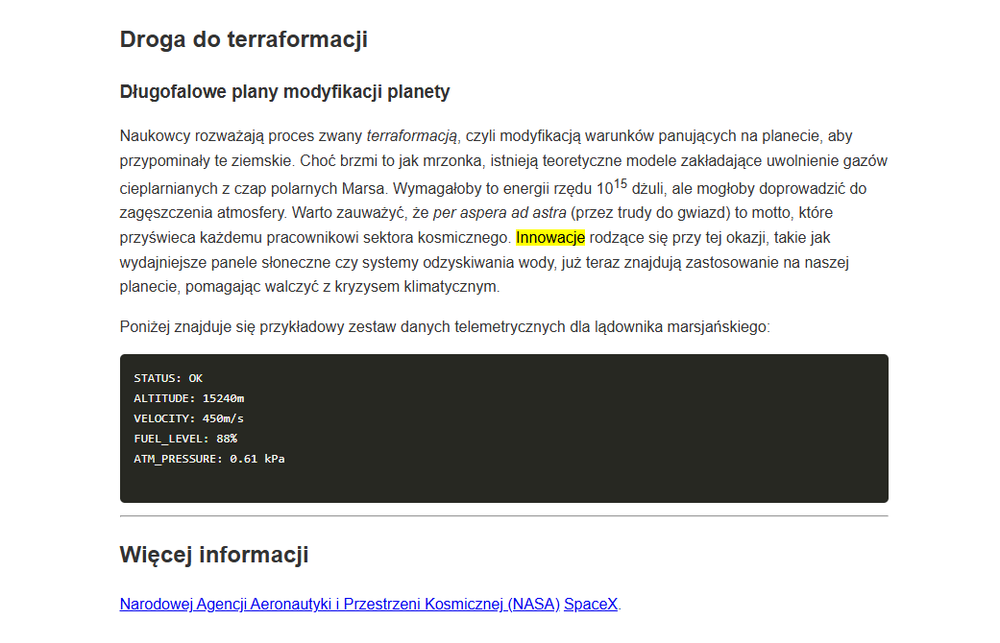 Droga do terraformacji
Długofalowe plany modyfikacji planety
Naukowcy rozważają proces zwany terraformacją, czyli modyfikacją warunków panujących na planecie, aby
przypominały te ziemskie. Choć brzmi to jak mrzonka, istnieją teoretyczne modele zakładające uwolnienie gazów
cieplarnianych z czap polarnych Marsa. Wymagałoby to energii rzędu 10¹⁵ dżuli, ale mogłoby doprowadzić do
zagęszczenia atmosfery. Warto zauważyć, że per aspera ad astra (przez trudy do gwiazd) to motto, które
przyświeca każdemu pracownikowi sektora kosmicznego. Innowacje rodzące się przy tej okazji, takie jak
wydajniejsze panele słoneczne czy systemy odzyskiwania wody, już teraz znajdują zastosowanie na naszej
planecie, pomagając walczyć z kryzysem klimatycznym.
Poniżej znajduje się przykładowy zestaw danych telemetrycznych dla lądownika marsjańskiego:
STATUS: OK
ALTITUDE: 15240m
VELOCITY: 450m/s
FUEL_LEVEL: 88%
ATM_PRESSURE: 0.61 kPa
Więcej informacji
Narodowej Agencji Aeronautyki i Przestrzeni Kosmicznej (NASA) SpaceX.